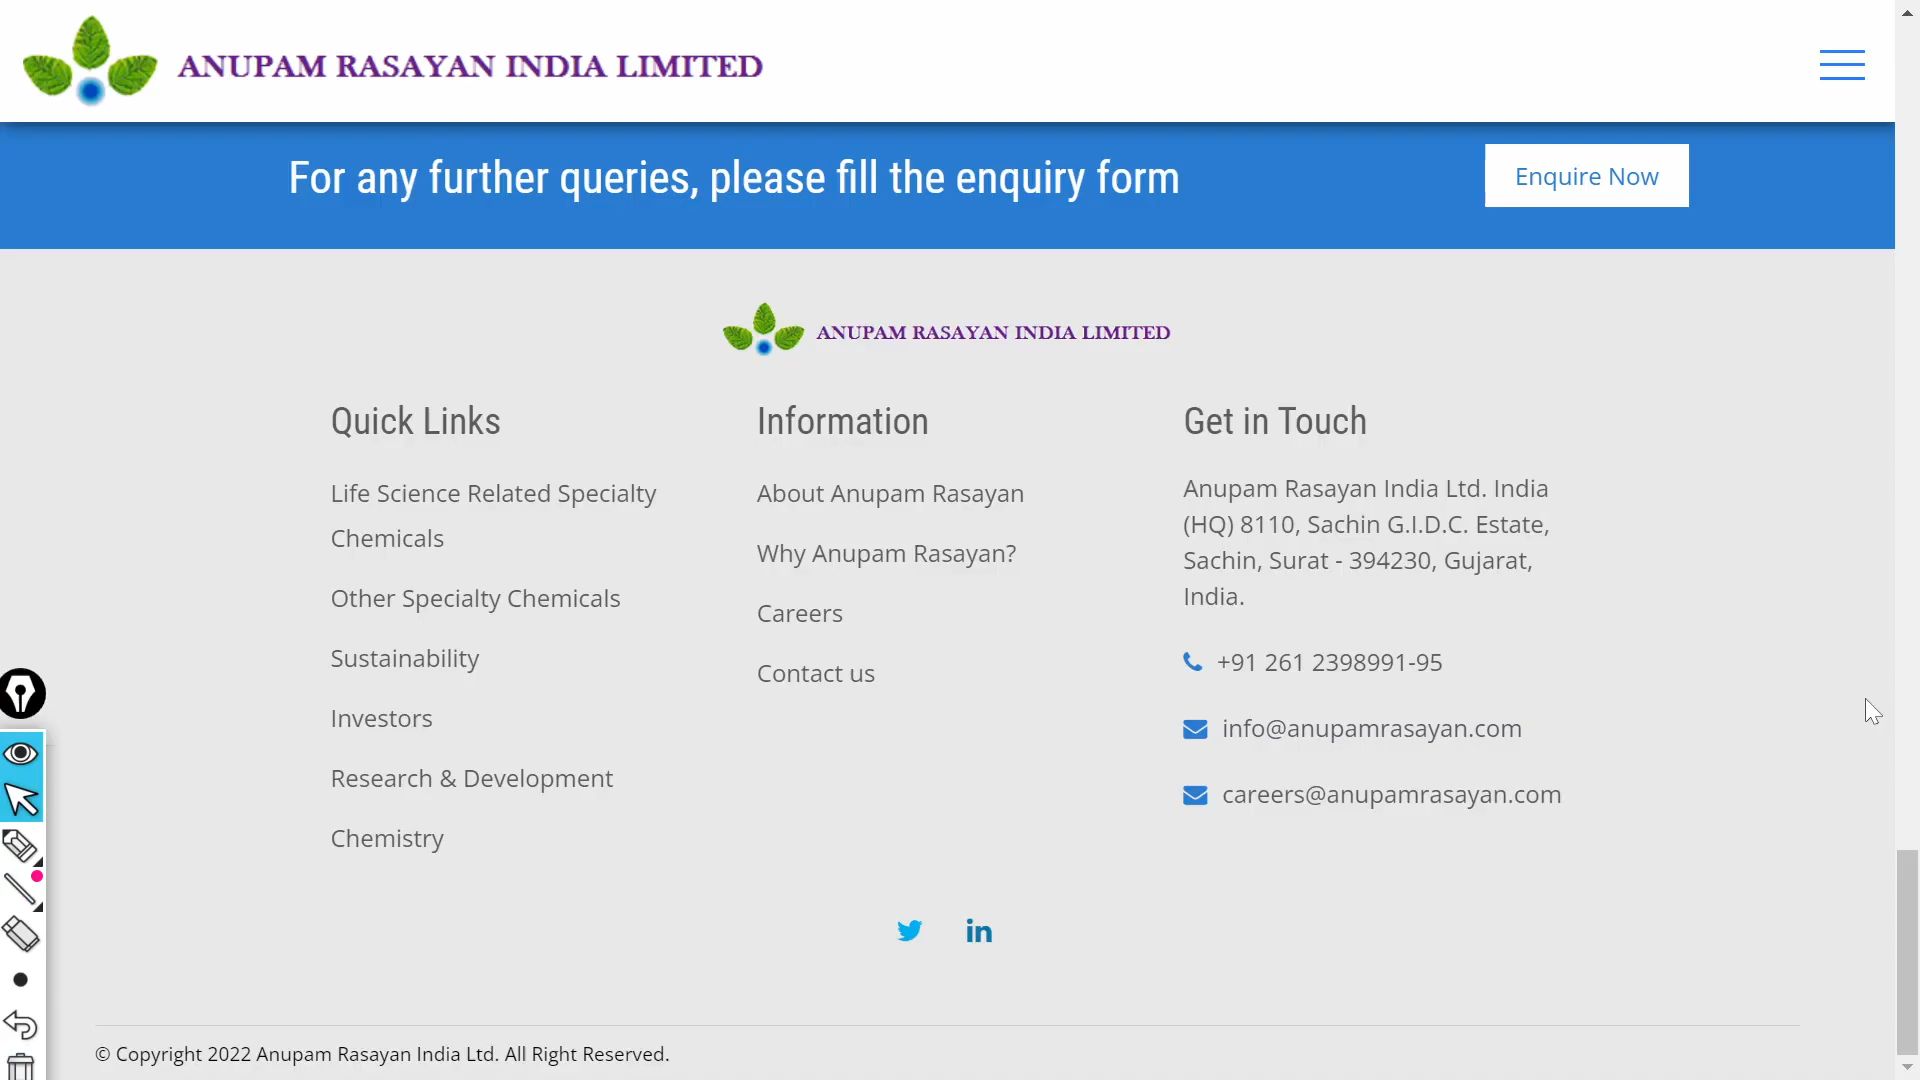 ANUPAM RASAYAN INDIA LIMITED
For any further queries, please fill the enquiry form
Enquire Now
ANUPAM RASAYAN INDIA LIMITED
Quick Links
Life Science Related Specialty
Chemicals
Other Specialty Chemicals
Sustainability
Investors
Research & Development
Chemistry
Information
About Anupam Rasayan
Why Anupam Rasayan?
Careers
Contact us
Get in Touch
Anupam Rasayan India Ltd. India
(HQ) 8110, Sachin G.I.D.C. Estate,
Sachin, Surat - 394230, Gujarat,
India.
+91 261 2398991-95
info@anupamrasayan.com
careers@anupamrasayan.com
in
© Copyright 2022 Anupam Rasayan India Ltd. All Right Reserved.